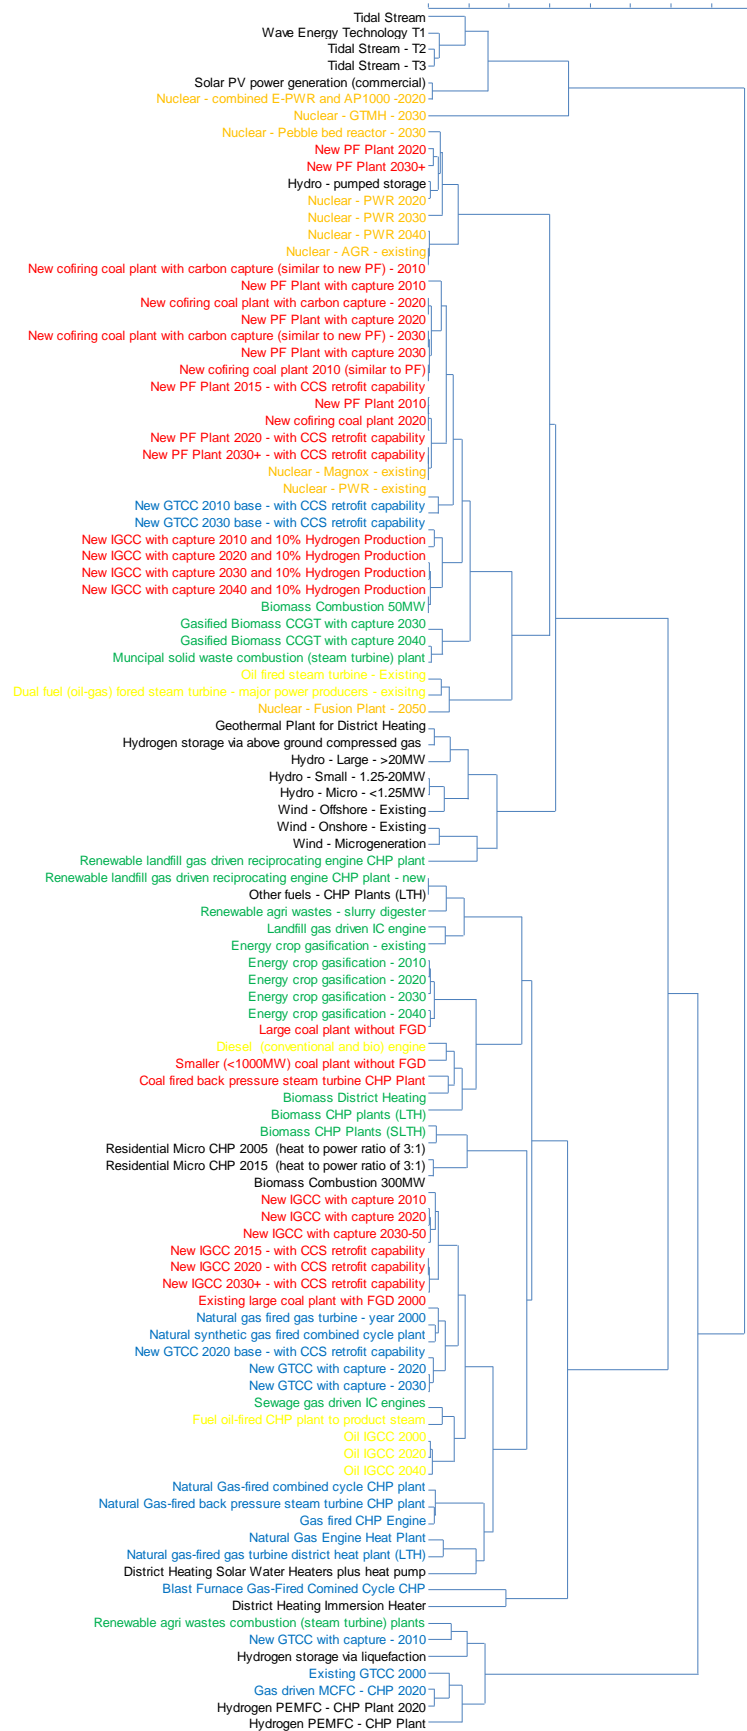 Tidal Stream
Wave Energy Technology T1
Tidal Stream - T2
Tidal Stream - T3
Solar PV power generation (commercial)
Nuclear - combined E-PWR and AP1000 -2020
Nuclear - GTMH - 2030
Nuclear - Pebble bed reactor - 2030
New PF Plant 2020
New PF Plant 2030+
Hydro - pumped storage
Nuclear - PWR 2020
Nuclear - PWR 2030
Nuclear - PWR 2040
Nuclear - AGR - existing
New cofiring coal plant with carbon capture (similar to new PF) - 2010
New PF Plant with capture 2010
New cofiring coal plant with carbon capture - 2020
New PF Plant with capture 2020
New cofiring coal plant with carbon capture (similar to new PF) - 2030
New PF Plant with capture 2030
New cofiring coal plant 2010 (similar to PF)
New PF Plant 2015 - with CCS retrofit capability
New PF Plant 2010
New cofiring coal plant 2020
New PF Plant 2020 - with CCS retrofit capability
New PF Plant 2030+ - with CCS retrofit capability
Nuclear - Magnox - existing
Nuclear - PWR - existing
New GTCC 2010 base - with CCS retrofit capability
New GTCC 2030 base - with CCS retrofit capability
New IGCC with capture 2010 and 10% Hydrogen Production
New IGCC with capture 2020 and 10% Hydrogen Production
New IGCC with capture 2030 and 10% Hydrogen Production
New IGCC with capture 2040 and 10% Hydrogen Production
Biomass Combustion 50MW
Gasified Biomass CCGT with capture 2030
Gasified Biomass CCGT with capture 2040
Muncipal solid waste combustion (steam turbine) plant
Oil fired steam turbine - Existing
Dual fuel (oil-gas) fored steam turbine - major power producers - exisitng
Nuclear - Fusion Plant - 2050
Geothermal Plant for District Heating
Hydrogen storage via above ground compressed gas
Hydro - Large - >20MW
Hydro - Small - 1.25-20MW
Hydro - Micro - <1.25MW
Wind - Offshore - Existing
Wind - Onshore - Existing
Wind - Microgeneration
Renewable landfill gas driven reciprocating engine CHP plant
Renewable landfill gas driven reciprocating engine CHP plant - new
Other fuels - CHP Plants (LTH)
Renewable agri wastes - slurry digester
Landfill gas driven IC engine
Energy crop gasification - existing
Energy crop gasification - 2010
Energy crop gasification - 2020
Energy crop gasification - 2030
Energy crop gasification - 2040
Large coal plant without FGD
Diesel (conventional and bio) engine
Smaller (<1000MW) coal plant without FGD
Coal fired back pressure steam turbine CHP Plant
Biomass District Heating
Biomass CHP plants (LTH)
Biomass CHP Plants (SLTH)
Residential Micro CHP 2005 (heat to power ratio of 3:1)
Residential Micro CHP 2015 (heat to power ratio of 3:1)
Biomass Combustion 300MW
New IGCC with capture 2010
New IGCC with capture 2020
New IGCC with capture 2030-50
New IGCC 2015 - with CCS retrofit capability
New IGCC 2020 - with CCS retrofit capability
New IGCC 2030+ - with CCS retrofit capability
Existing large coal plant with FGD 2000
Natural gas fired gas turbine - year 2000
Natural synthetic gas fired combined cycle plant
New GTCC 2020 base - with CCS retrofit capability
New GTCC with capture - 2020
New GTCC with capture - 2030
Sewage gas driven IC engines
Fuel oil-fired CHP plant to product steam
Oil IGCC 2000
Oil IGCC 2020
Oil IGCC 2040
Natural Gas-fired combined cycle CHP plant
Natural Gas-fired back pressure steam turbine CHP plant
Gas fired CHP Engine
Natural Gas Engine Heat Plant
Natural gas-fired gas turbine district heat plant (LTH)
District Heating Solar Water Heaters plus heat pump
Blast Furnace Gas-Fired Comined Cycle CHP
District Heating Immersion Heater
Renewable agri wastes combustion (steam turbine) plants
New GTCC with capture - 2010
Hydrogen storage via liquefaction
Existing GTCC 2000
Gas driven MCFC - CHP 2020
Hydrogen PEMFC - CHP Plant 2020
Hydrogen PEMFC - CHP Plant